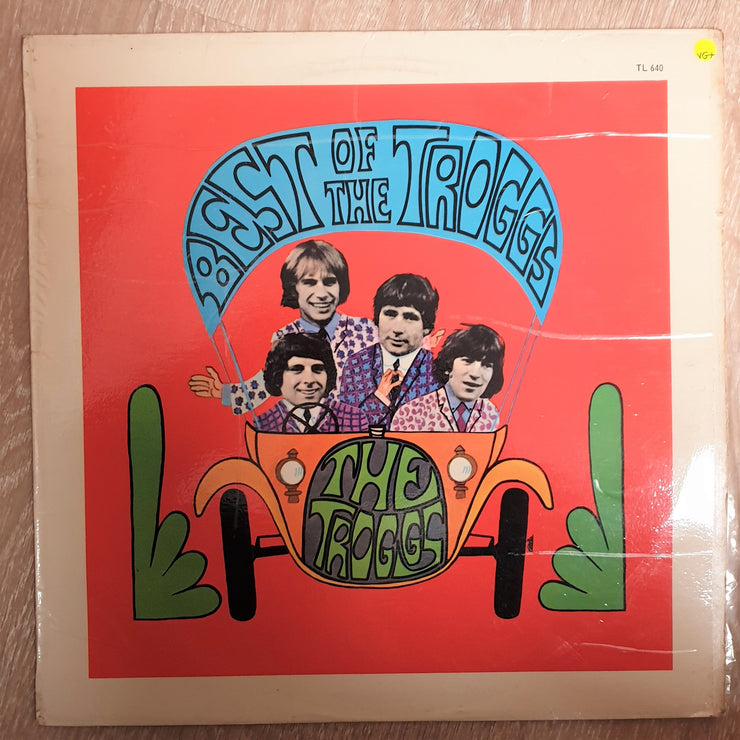 TL 640
VG+
BEST OF THE TROGGS
THE
TROGGS